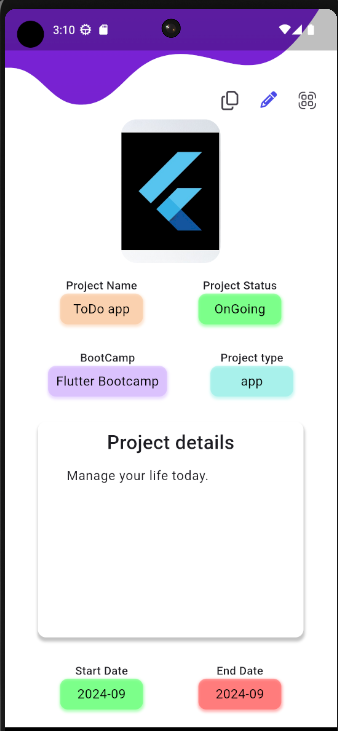 3:10
Project Name
Project Status
ToDo app
OnGoing
BootCamp
Project type
Flutter Bootcamp
app
Project details
Manage your life today.
Start Date
End Date
2024-09
2024-09